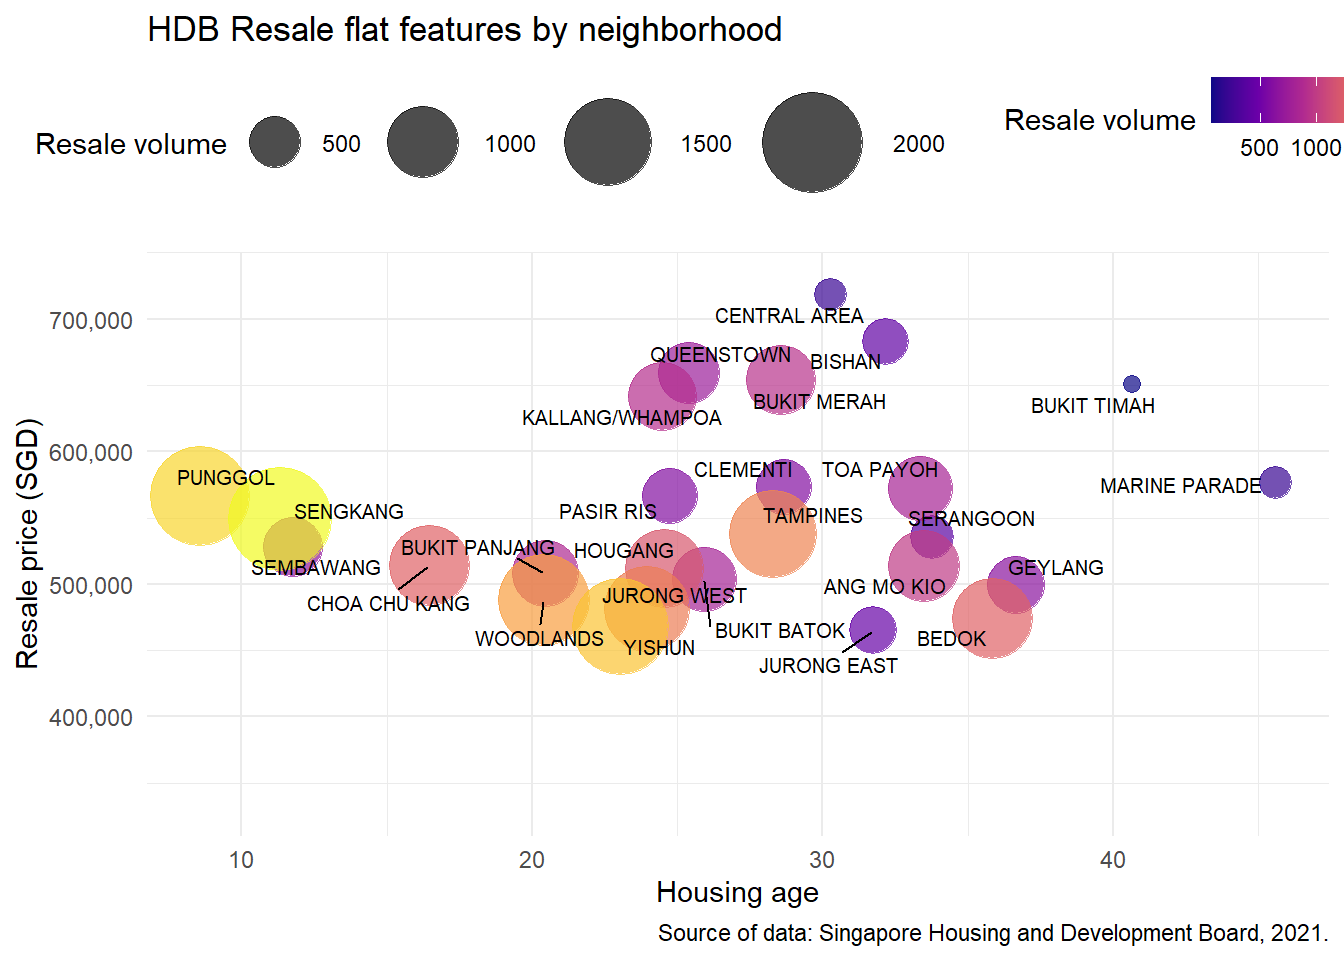 HDB Resale flat features by neighborhood
Resale volume 500 1000 1500 2000
Resale volume
500 1000
CENTRAL AREA
700,000
QUEENSTOWN
BISHAN
BUKIT MERAH
BUKIT TIMAH
KALLANG/WHAMPOA
600,000
PUNGGOL
CLEMENTI
TOA PAYOH
MARINE PARADE
SENGKANG
PASIR RIS
TAMPINES
SERANGOON
BUKIT PANJANG
HOUGANG
SEMBAWANG
GEYLANG
500,000
ANG MO KIO
CHOA CHU KANG
JURONG WEST
BUKIT BATOK
WOODLANDS
YISHUN
BEDOK
JURONG EAST
400,000
Resale price (SGD)
10 20 30 40
Housing age
Source of data: Singapore Housing and Development Board, 2021.